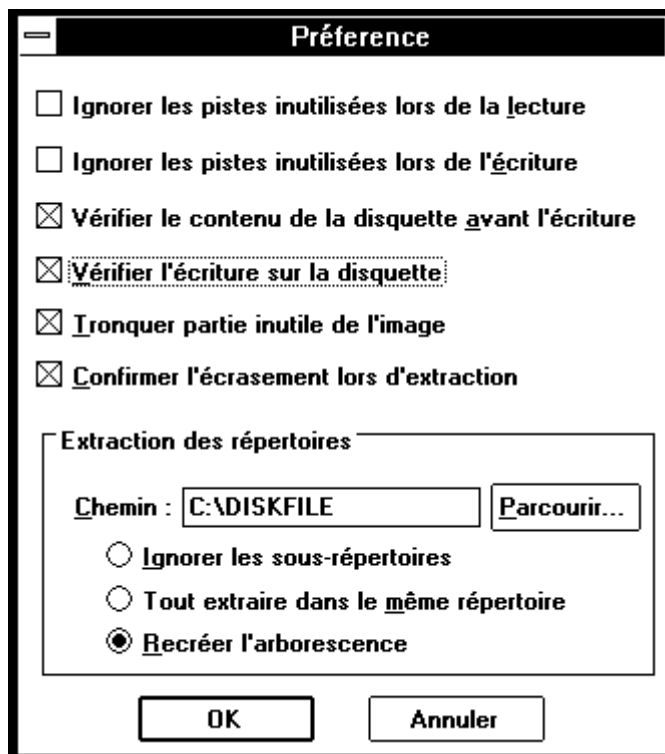 Préference
Ignorer les pistes inutilisées lors de la lecture
Ignorer les pistes inutilisées lors de l'écriture
Vérifier le contenu de la disquette avant l'écriture
Vérifier l'écriture sur la disquette
Tronquer partie inutile de l'image
Confirmer l'écrasement lors d'extraction
Extraction des répertoires
Chemin : C:\DISKFILE Parcourir...
Ignorer les sous-répertoires
Tout extraire dans le même répertoire
Recréer l'arborescence
OK Annuler